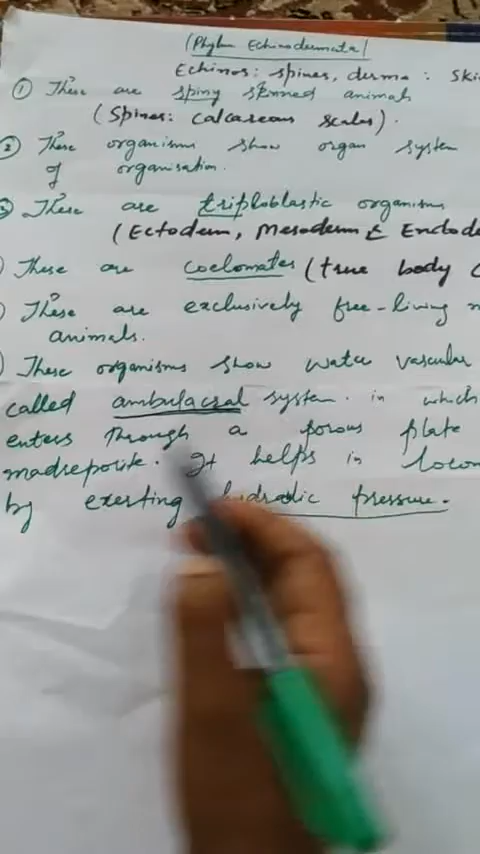 (Phylum Echinodermata)
Echinos: spines, derma: Ski
① These are spiny skinned animals
(Spines: calcareous scales).
② These organisms show organ system
of organisation.
③ These are triploblastic organisms
(Ectoderm, Mesoderm & Endode
) These are coelomates (true body c
) These are exclusively free-living m
animals.
) These organisms show water vascular
called ambulacral system. in which
enters through a porous plate
madreporite. It helps in locom
by exerting hydraulic pressure.